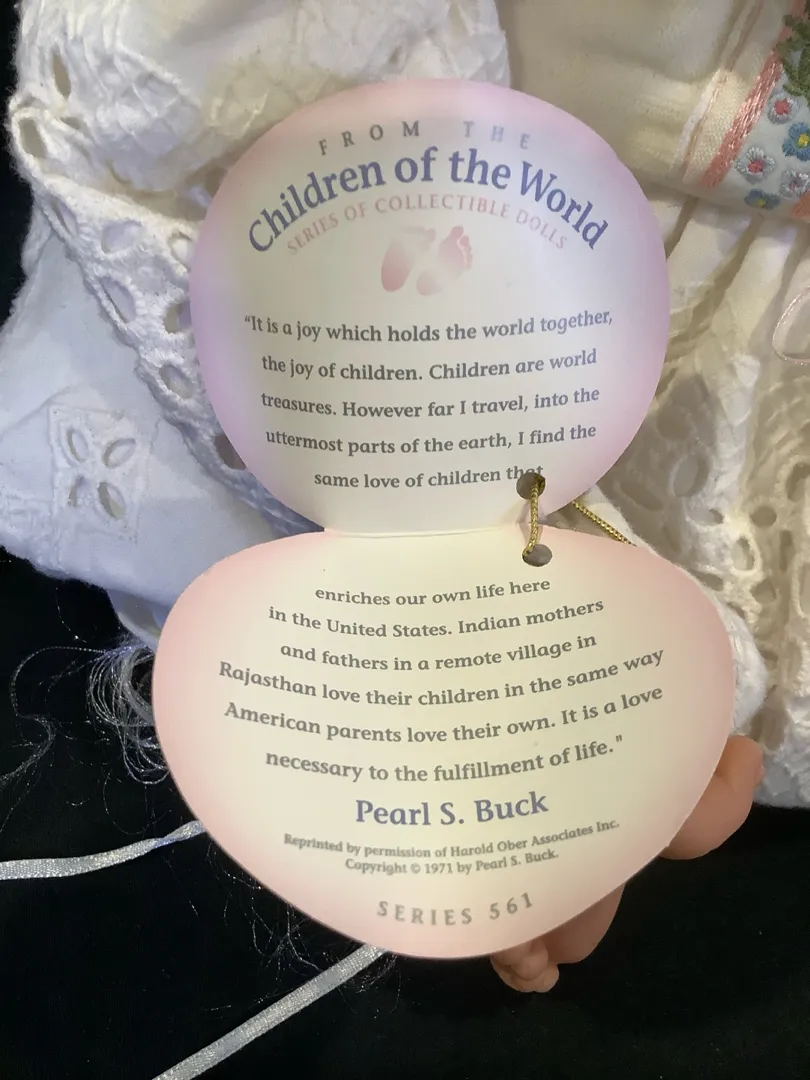 FROM THE
Children of the World
SERIES OF COLLECTIBLE DOLLS
"It is a joy which holds the world together,
the joy of children. Children are world
treasures. However far I travel, into the
uttermost parts of the earth, I find the
same love of children that
enriches our own life here
in the United States. Indian mothers
and fathers in a remote village in
Rajasthan love their children in the same way
American parents love their own. It is a love
necessary to the fulfillment of life."
Pearl S. Buck
Reprinted by permission of Harold Ober Associates Inc.
Copyright © 1971 by Pearl S. Buck.
SERIES 561